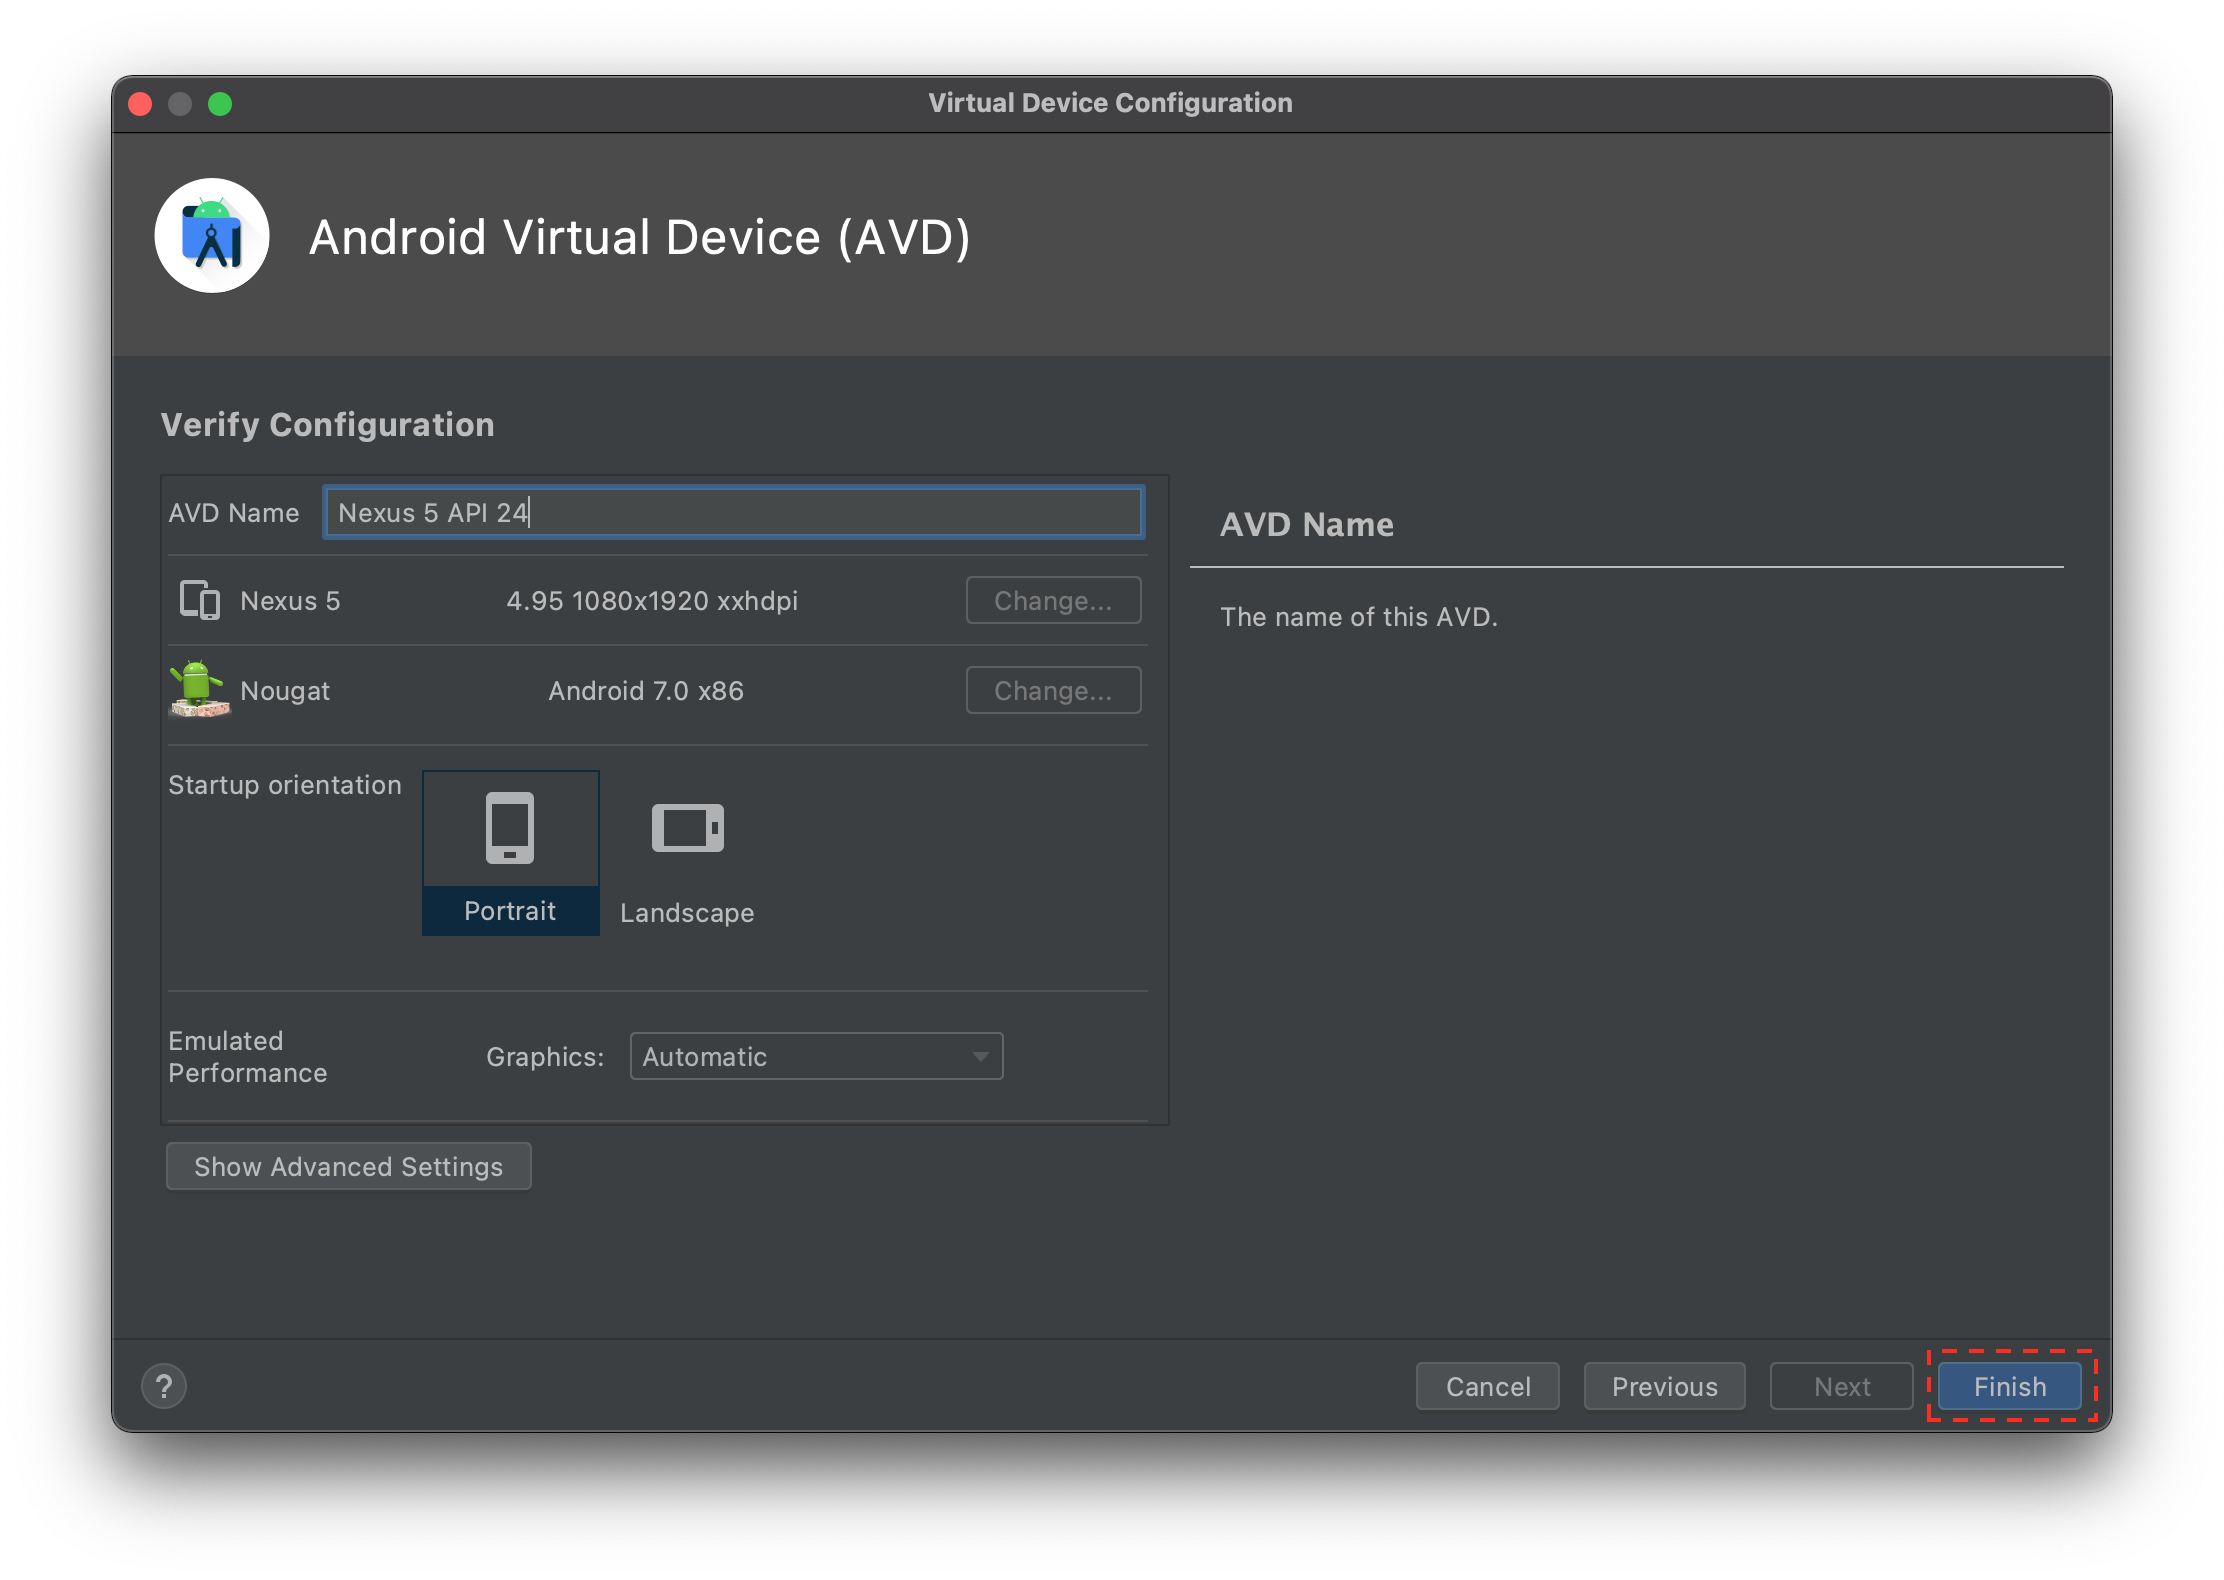 Virtual Device Configuration
Android Virtual Device (AVD)
Verify Configuration
AVD Name
Nexus 5 API 24
Nexus 5
4.95 1080x1920 xxhdpi
Change...
Nougat
Android 7.0 x86
Change...
Startup orientation
Portrait
Landscape
Emulated
Performance
Graphics:
Automatic
Show Advanced Settings
AVD Name
The name of this AVD.
?
Cancel
Previous
Next
Finish